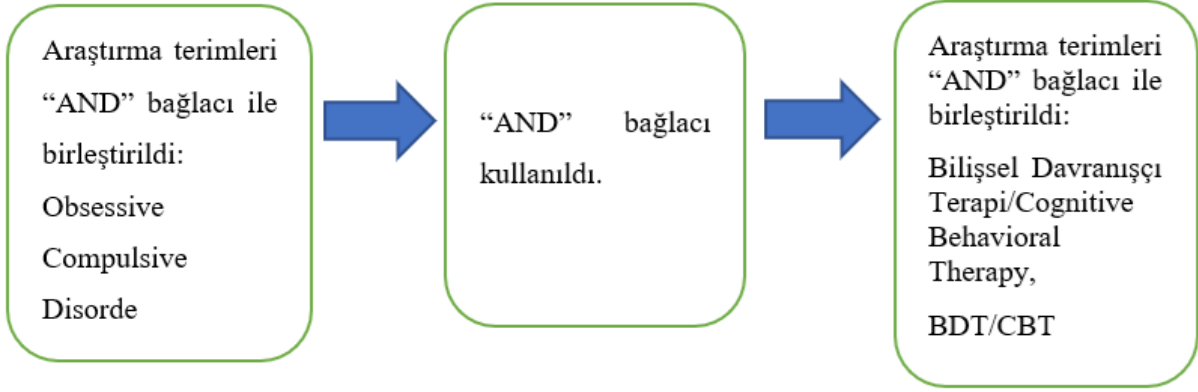 Araştırma terimleri
“AND” bağlacı ile
birleştirildi:
Obsessive
Compulsive
Disorde
“AND” bağlacı
kullanıldı.
Araştırma terimleri
“AND” bağlacı ile
birleştirildi:
Bilişsel Davranışçı
Terapi/Cognitive
Behavioral
Therapy,
BDT/CBT